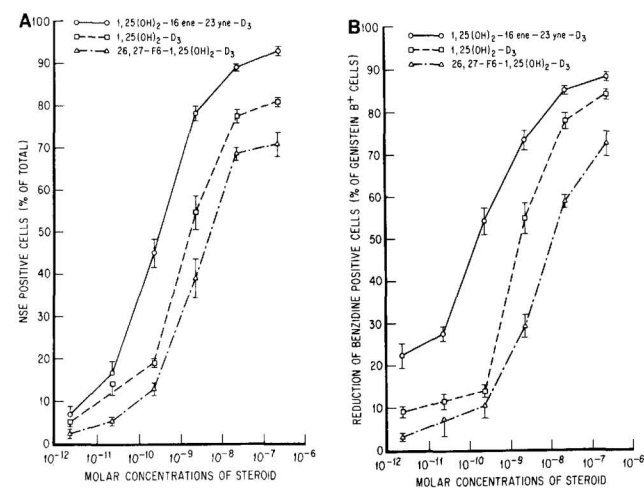 A
1,25(OH)₂-16 ene-23 yne-D₃
1,25(OH)₂-D₃
26,27-F6-1,25(OH)₂-D₃
NSE POSITIVE CELLS (% OF TOTAL)
100
90
80
70
60
50
40
30
20
10
0
10⁻¹² 10⁻¹¹ 10⁻¹⁰ 10⁻⁹ 10⁻⁸ 10⁻⁷ 10⁻⁶
MOLAR CONCENTRATIONS OF STEROID
B
1,25(OH)₂-16 ene-23 yne-D₃
1,25(OH)₂-D₃
26,27-F6-1,25(OH)₂-D₃
REDUCTION OF BENZIDINE POSITIVE CELLS (% OF GENISTEIN B⁺ CELLS)
100
90
80
70
60
50
40
30
20
10
0
10⁻¹² 10⁻¹¹ 10⁻¹⁰ 10⁻⁹ 10⁻⁸ 10⁻⁷ 10⁻⁶
MOLAR CONCENTRATIONS OF STEROID